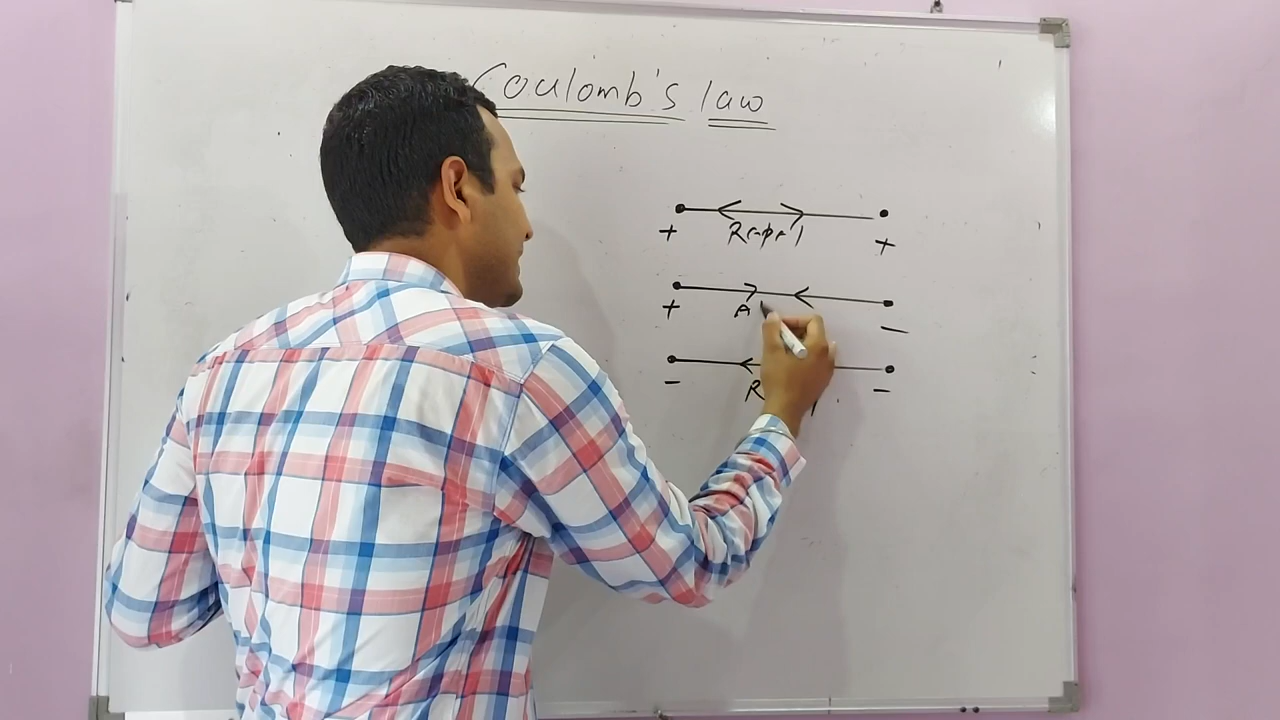 Coulomb's law
+ Repel +
+ A −
− R −